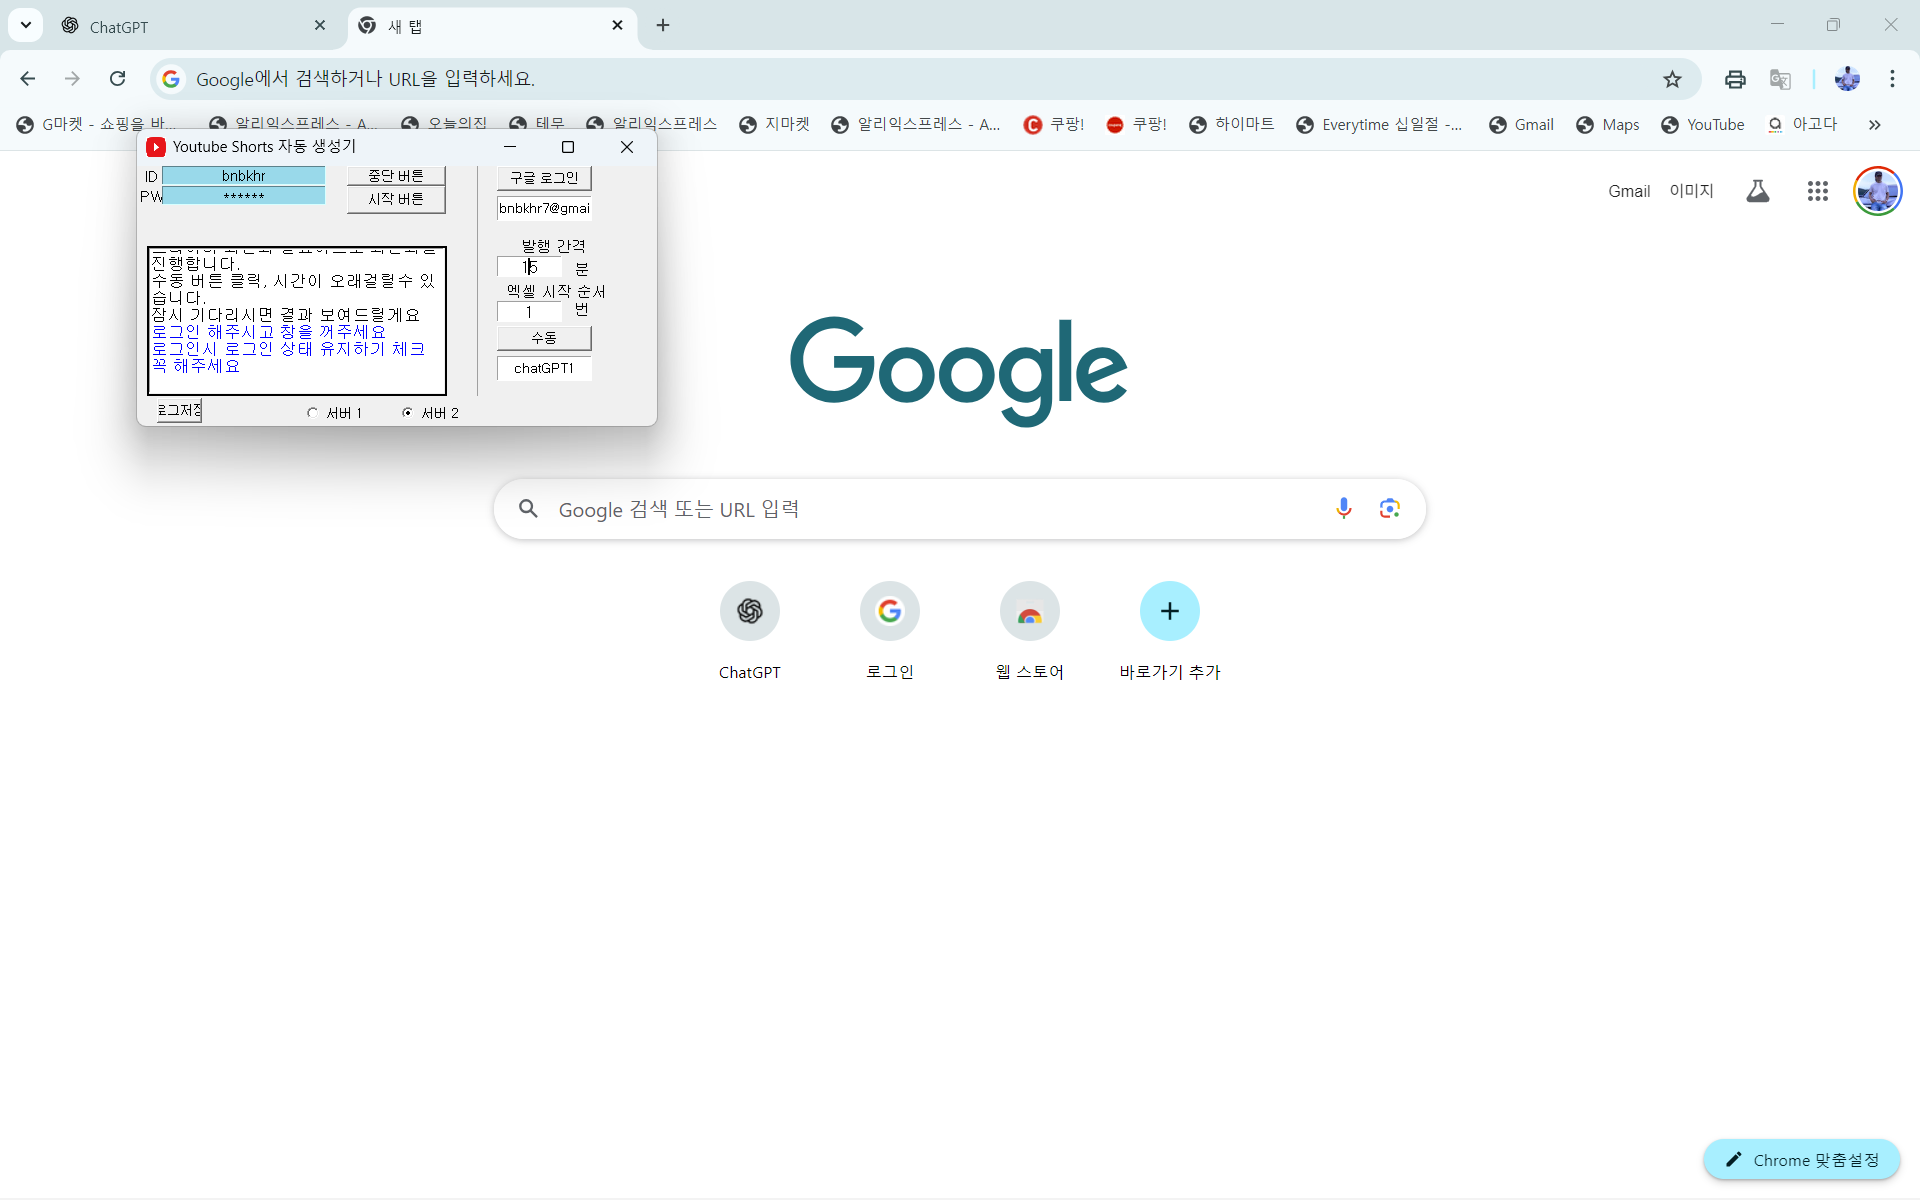 ChatGPT
새 탭
Google에서 검색하거나 URL을 입력하세요.
G마켓 - 쇼핑을 바...
알리익스프레스 - A...
오늘의집
테무
알리익스프레스
지마켓
알리익스프레스 - A...
쿠팡!
쿠팡!
하이마트
Everytime 십일절 -...
Gmail
Maps
YouTube
아고다
Youtube Shorts 자동 생성기
ID bnbkhr
PW ******
중단 버튼
시작 버튼
구글 로그인
bnbkhr7@gmai
발행 간격
15 분
엑셀 시작 순서
1 번
수동
chatGPT1
진행합니다.
수동 버튼 클릭, 시간이 오래걸릴수 있
습니다.
잠시 기다리시면 결과 보여드릴게요
로그인 해주시고 창을 꺼주세요
로그인시 로그인 상태 유지하기 체크
꼭 해주세요
로그저장
서버 1
서버 2
Gmail
이미지
Google
Google 검색 또는 URL 입력
ChatGPT
로그인
웹 스토어
바로가기 추가
Chrome 맞춤설정